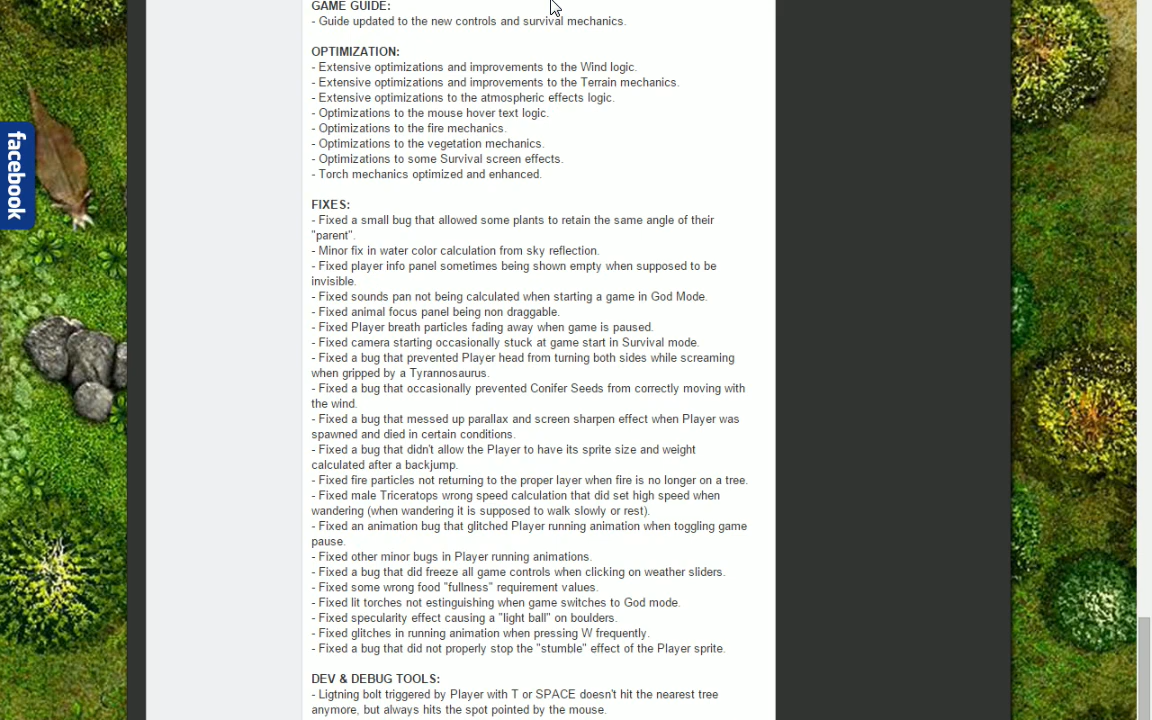 GAME GUIDE:
- Guide updated to the new controls and survival mechanics.
OPTIMIZATION:
- Extensive optimizations and improvements to the Wind logic.
- Extensive optimizations and improvements to the Terrain mechanics.
- Extensive optimizations to the atmospheric effects logic.
- Optimizations to the mouse hover text logic.
- Optimizations to the fire mechanics.
- Optimizations to the vegetation mechanics.
- Optimizations to some Survival screen effects.
- Torch mechanics optimized and enhanced.
facebook
FIXES:
- Fixed a small bug that allowed some plants to retain the same angle of their
"parent".
- Minor fix in water color calculation from sky reflection.
- Fixed player info panel sometimes being shown empty when supposed to be
invisible.
- Fixed sounds pan not being calculated when starting a game in God Mode.
- Fixed animal focus panel being non draggable.
- Fixed Player breath particles fading away when game is paused.
- Fixed camera starting occasionally stuck at game start in Survival mode.
- Fixed a bug that prevented Player head from turning both sides while screaming
when gripped by a Tyrannosaurus.
- Fixed a bug that occasionally prevented Conifer Seeds from correctly moving with
the wind.
- Fixed a bug that messed up parallax and screen sharpen effect when Player was
spawned and died in certain conditions.
- Fixed a bug that didn't allow the Player to have its sprite size and weight
calculated after a backjump.
- Fixed fire particles not returning to the proper layer when fire is no longer on a tree.
- Fixed male Triceratops wrong speed calculation that did set high speed when
wandering (when wandering it is supposed to walk slowly or rest).
- Fixed an animation bug that glitched Player running animation when toggling game
pause.
- Fixed other minor bugs in Player running animations.
- Fixed a bug that did freeze all game controls when clicking on weather sliders.
- Fixed some wrong food "fullness" requirement values.
- Fixed lit torches not estinguishing when game switches to God mode.
- Fixed specularity effect causing a "light ball" on boulders.
- Fixed glitches in running animation when pressing W frequently.
- Fixed a bug that did not properly stop the "stumble" effect of the Player sprite.
DEV & DEBUG TOOLS:
- Ligtning bolt triggered by Player with T or SPACE doesn't hit the nearest tree
anymore, but always hits the spot pointed by the mouse.